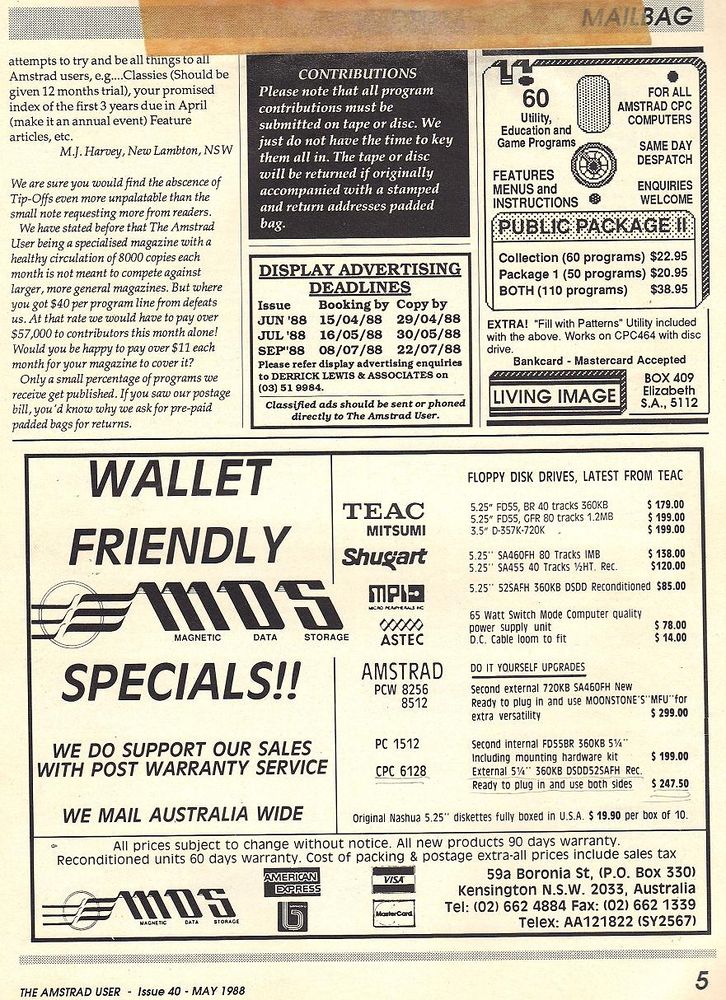 MAILBAG
attempts to try and be all things to all
Amstrad users, e.g....Classies (Should be
given 12 months trial), your promised
index of the first 3 years due in April
(make it an annual event) Feature
articles, etc.
M.J. Harvey, New Lambton, NSW
We are sure you would find the absence of
Tip-Offs even more unpalatable than the
small note requesting more from readers.
We have stated before that The Amstrad
User being a specialised magazine with a
healthy circulation of 8000 copies each
month is not meant to compete against
larger, more general magazines. But where
you got $40 per program line from defeats
us. At that rate we would have to pay over
$57,000 to contributors this month alone!
Would you be happy to pay over $11 each
month for your magazine to cover it?
Only a small percentage of programs we
receive get published. If you saw our postage
bill, you'd know why we ask for pre-paid
padded bags for returns.
CONTRIBUTIONS
Please note that all program
contributions must be
submitted on tape or disc. We
just do not have the time to key
them all in. The tape or disc
will be returned if originally
accompanied with a stamped
and return addresses padded
bag.
DISPLAY ADVERTISING
DEADLINES
Issue Booking by Copy by
JUN '88 15/04/88 29/04/88
JUL '88 16/05/88 30/05/88
SEP"88 08/07/88 22/07/88
Please refer display advertising enquiries
to DERRICK LEWIS & ASSOCIATES on
(03) 51 9984.
Classified ads should be sent or phoned
directly to The Amstrad User.
60
Utility,
Education and
Game Programs
FEATURES
MENUS and
INSTRUCTIONS
FOR ALL
AMSTRAD CPC
COMPUTERS
SAME DAY
DESPATCH
ENQUIRIES
WELCOME
PUBLIC PACKAGE II
Collection (60 programs) $22.95
Package 1 (50 programs) $20.95
BOTH (110 programs) $38.95
EXTRA! "Fill with Patterns" Utility included
with the above. Works on CPC464 with disc
drive.
Bankcard - Mastercard Accepted
LIVING IMAGE
BOX 409
Elizabeth
S.A., 5112
WALLET
FRIENDLY
MDS
MAGNETIC DATA STORAGE
SPECIALS!!
WE DO SUPPORT OUR SALES
WITH POST WARRANTY SERVICE
WE MAIL AUSTRALIA WIDE
FLOPPY DISK DRIVES, LATEST FROM TEAC
TEAC
MITSUMI
5.25" FD55, BR 40 tracks 360KB $ 179.00
5.25" FD55, GFR 80 tracks 1.2MB $ 199.00
3.5" D-357K-720K . $ 199.00
Shugart
5.25" SA460FH 80 Tracks IMB $ 138.00
5.25" SA455 40 Tracks ½HT. Rec. $120.00
MPI
MICRO PERIPHERALS INC
5.25" 52SAFH 360KB DSDD Reconditioned $85.00
ASTEC
65 Watt Switch Mode Computer quality
power supply unit $ 78.00
D.C. Cable loom to fit $ 14.00
AMSTRAD
PCW 8256
8512
DO IT YOURSELF UPGRADES
Second external 720KB SA460FH New
Ready to plug in and use MOONSTONE'S"MFU"for
extra versatility $ 299.00
PC 1512
Second internal FD55BR 360KB 5¼"
Including mounting hardware kit $ 199.00
CPC 6128
External 5¼" 360KB DSDD52SAFH Rec.
Ready to plug in and use both sides $ 247.50
Original Nashua 5.25" diskettes fully boxed in U.S.A. $ 19.90 per box of 10.
All prices subject to change without notice. All new products 90 days warranty.
Reconditioned units 60 days warranty. Cost of packing & postage extra-all prices include sales tax
MDS
MAGNETIC DATA STORAGE
AMERICAN
EXPRESS
VISA
MasterCard
59a Boronia St, (P.O. Box 330)
Kensington N.S.W. 2033, Australia
Tel: (02) 662 4884 Fax: (02) 662 1339
Telex: AA121822 (SY2567)
THE AMSTRAD USER - Issue 40 - MAY 1988
5